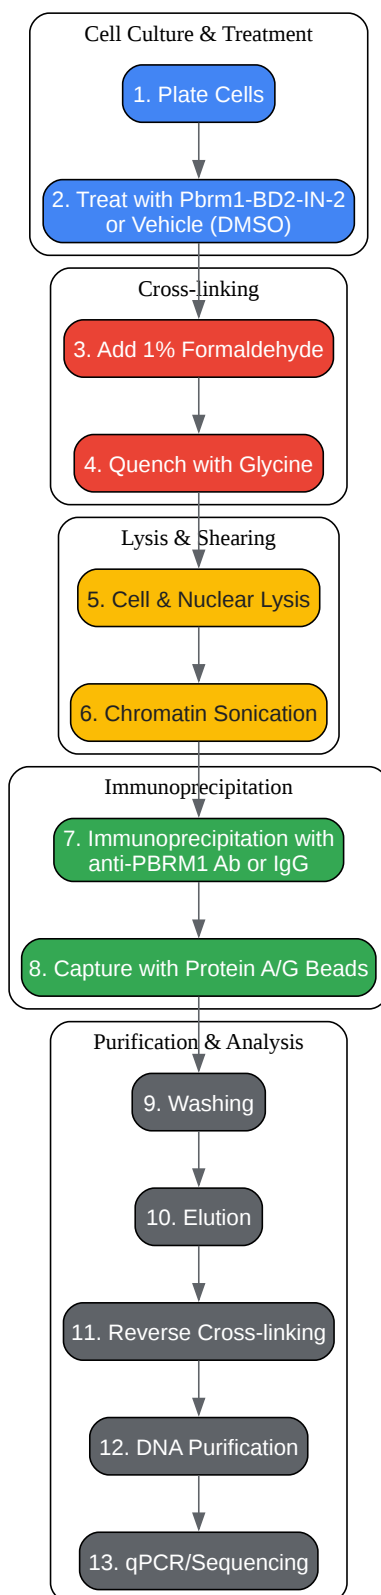 Cell Culture & Treatment
1. Plate Cells
2. Treat with Pbrm1-BD2-IN-2
or Vehicle (DMSO)
Cross-linking
3. Add 1% Formaldehyde
4. Quench with Glycine
Lysis & Shearing
5. Cell & Nuclear Lysis
6. Chromatin Sonication
Immunoprecipitation
7. Immunoprecipitation with
anti-PBRM1 Ab or IgG
8. Capture with Protein A/G Beads
Purification & Analysis
9. Washing
10. Elution
11. Reverse Cross-linking
12. DNA Purification
13. qPCR/Sequencing